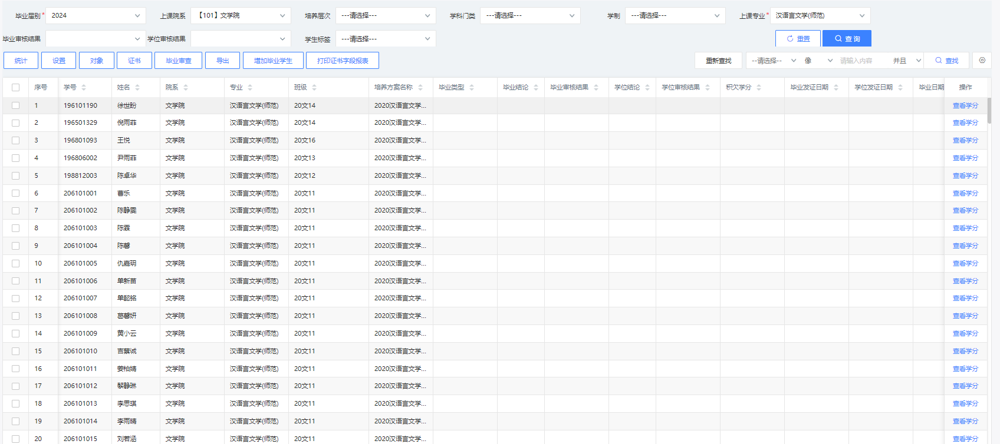 毕业届别* 2024 上课院系 【101】文学院 培养层次 ---请选择--- 学科门类 ---请选择--- 学制 ---请选择--- 上课专业* 汉语言文学(师范)
毕业审核结果 学位审核结果 学生标签 ---请选择--- 重置 查 询
统计 设置 对象 证书 毕业审查 导出 增加毕业学生 打印证书字段报表 重新查找 --请选择-- 像 请输入内容 并且 查找
序号 学号 姓名 院系 专业 班级 培养方案名称 毕业类型 毕业结论 毕业审核结果 学位结论 学位审核结果 积欠学分 毕业发证日期 学位发证日期 毕业日期 操作
1 196101190 徐世盼 文学院 汉语言文学(师范) 20文14 2020汉语言文学... 查看学分
2 196501329 倪雨菲 文学院 汉语言文学(师范) 20文14 2020汉语言文学... 查看学分
3 196801093 王悦 文学院 汉语言文学(师范) 20文16 2020汉语言文学... 查看学分
4 196806002 尹雨菲 文学院 汉语言文学(师范) 20文13 2020汉语言文学... 查看学分
5 198812003 陈卓华 文学院 汉语言文学(师范) 20文12 2020汉语言文学... 查看学分
6 206101001 曹乐 文学院 汉语言文学(师范) 20文11 2020汉语言文学... 查看学分
7 206101002 陈静雯 文学院 汉语言文学(师范) 20文11 2020汉语言文学... 查看学分
8 206101003 陈霖 文学院 汉语言文学(师范) 20文11 2020汉语言文学... 查看学分
9 206101004 陈馨 文学院 汉语言文学(师范) 20文11 2020汉语言文学... 查看学分
10 206101005 仇嘉玥 文学院 汉语言文学(师范) 20文11 2020汉语言文学... 查看学分
11 206101006 单新苗 文学院 汉语言文学(师范) 20文11 2020汉语言文学... 查看学分
12 206101007 单懿铭 文学院 汉语言文学(师范) 20文11 2020汉语言文学... 查看学分
13 206101008 葛馨妍 文学院 汉语言文学(师范) 20文11 2020汉语言文学... 查看学分
14 206101009 黄小云 文学院 汉语言文学(师范) 20文11 2020汉语言文学... 查看学分
15 206101010 吉蔡诚 文学院 汉语言文学(师范) 20文11 2020汉语言文学... 查看学分
16 206101011 姜柏婧 文学院 汉语言文学(师范) 20文11 2020汉语言文学... 查看学分
17 206101012 黎静琳 文学院 汉语言文学(师范) 20文11 2020汉语言文学... 查看学分
18 206101013 李思琪 文学院 汉语言文学(师范) 20文11 2020汉语言文学... 查看学分
19 206101014 李雨晴 文学院 汉语言文学(师范) 20文11 2020汉语言文学... 查看学分
20 206101015 刘若涵 文学院 汉语言文学(师范) 20文11 2020汉语言文学... 查看学分